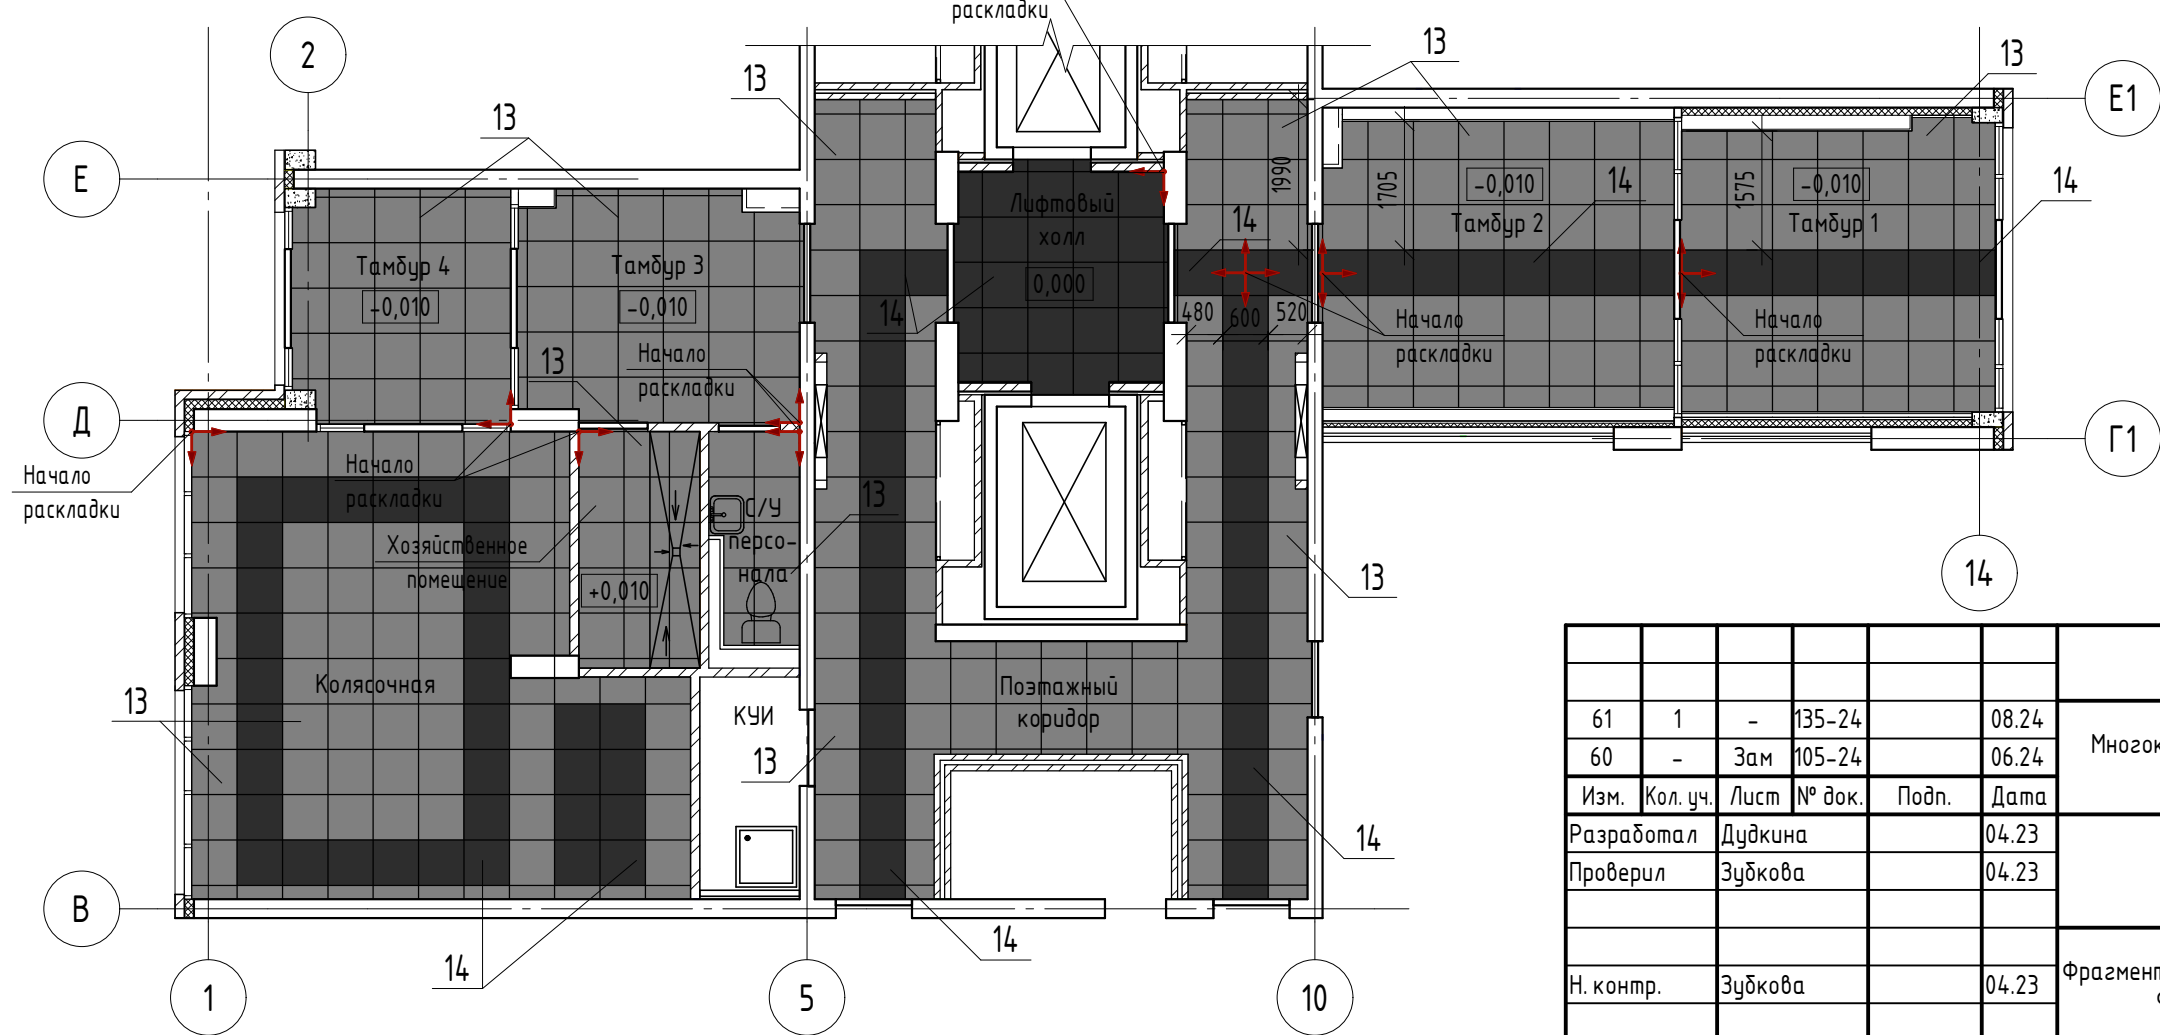 раскладки
2
13
13
13
13
Е1
Е
13
1990
1705
1575
-0,010
14
-0,010
14
Лифтовый
холл
0,000
14
Тамбур 2
Тамбур 1
Тамбур 4
-0,010
Тамбур 3
-0,010
14
480
600
520
Начало
раскладки
Начало
раскладки
13
Начало
раскладки
Д
Г1
Начало
раскладки
Начало
раскладки
Хозяйственное
помещение
+0,010
С/У
персо-
нала
13
13
14
Колясочная
13
КУИ
13
Поэтажный
коридор
14
14
14
В
1
5
10
61 1 - 135-24 08.24
60 - Зам 105-24 06.24
Изм. Кол. уч. Лист № док. Подп. Дата
Разработал Дудкина 04.23
Проверил Зубкова 04.23
Н. контр. Зубкова 04.23
Многок
Фрагмент